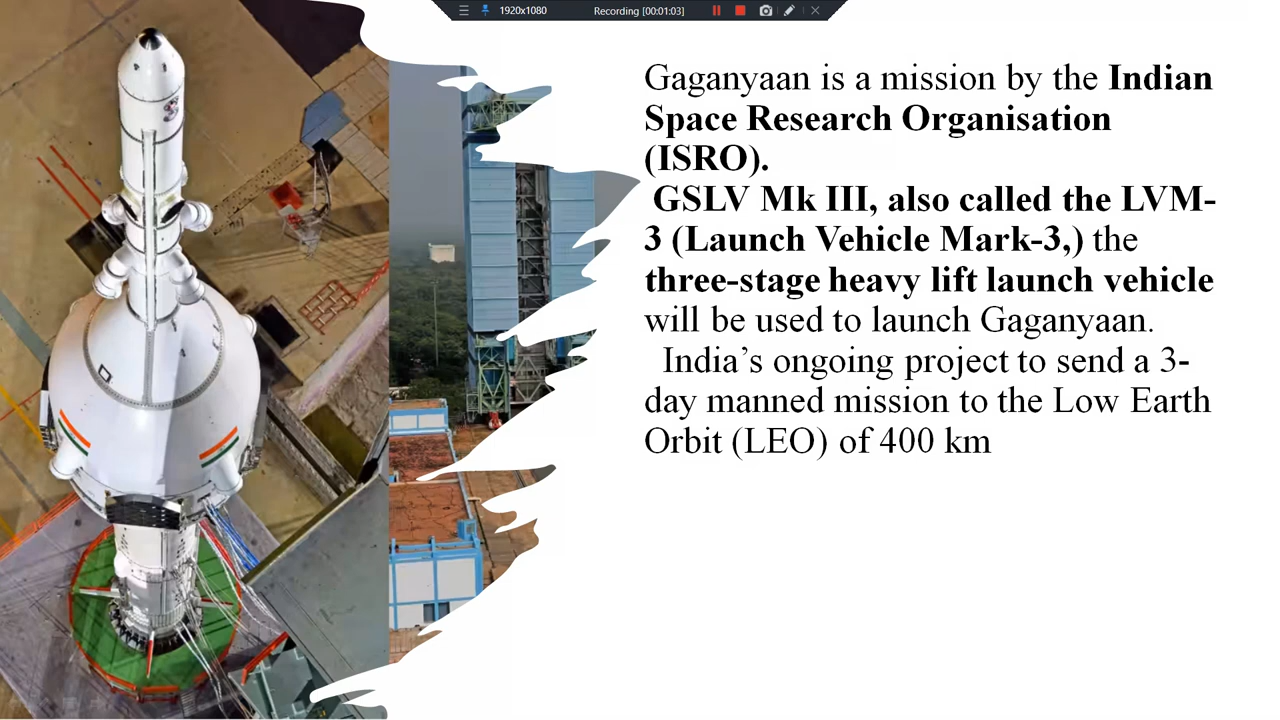 1920x1080 Recording [00:01:03]
Gaganyaan is a mission by the Indian
Space Research Organisation
(ISRO).
GSLV Mk III, also called the LVM-
3 (Launch Vehicle Mark-3,) the
three-stage heavy lift launch vehicle
will be used to launch Gaganyaan.
India’s ongoing project to send a 3-
day manned mission to the Low Earth
Orbit (LEO) of 400 km